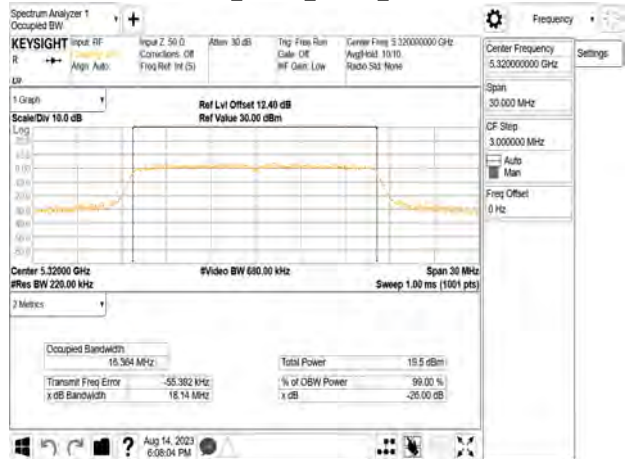 Spectrum Analyzer 1
Occupied BW
Frequency
KEYSIGHT
Input: RF
Input Z: 50 Ω
Atten: 30 dB
Trig: Free Run
Center Freq: 5.320000000 GHz
R
Corrections: Off
Gate: Off
Avg|Hold: 10/10
Align: Auto
Freq Ref: Int (S)
#IF Gain: Low
Radio Std: None
Center Frequency
5.320000000 GHz
Settings
Span
30.000 MHz
CF Step
3.000000 MHz
Auto
Man
Freq Offset
0 Hz
1 Graph
Scale/Div 10.0 dB
Ref Lvl Offset 12.40 dB
Ref Value 30.00 dBm
Log
0.00
Center 5.32000 GHz
#Video BW 680.00 kHz
Span 30 MHz
#Res BW 220.00 kHz
Sweep 1.00 ms (1001 pts)
2 Metrics
Occupied Bandwidth
16.364 MHz
Total Power
19.5 dBm
Transmit Freq Error
-55.392 kHz
% of OBW Power
99.00 %
x dB Bandwidth
18.14 MHz
x dB
-26.00 dB
Aug 14, 2023
6:08:04 PM